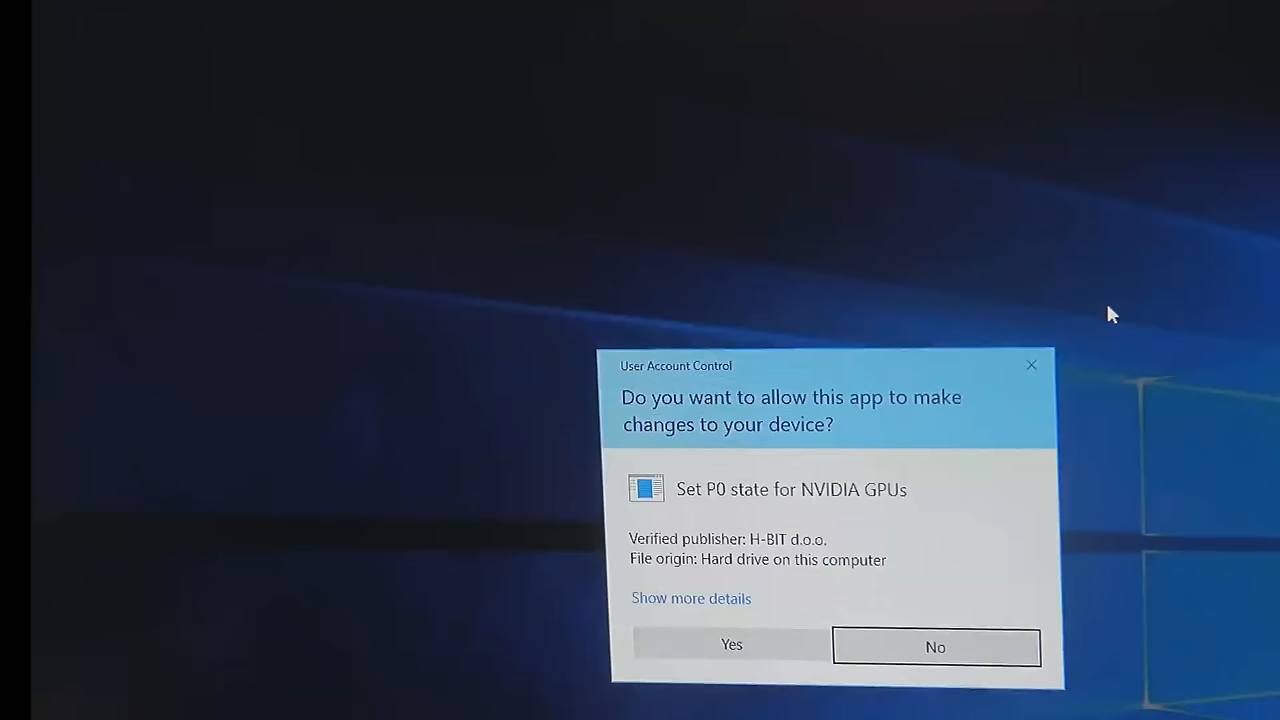 User Account Control
Do you want to allow this app to make
changes to your device?
Set P0 state for NVIDIA GPUs
Verified publisher: H-BIT d.o.o.
File origin: Hard drive on this computer
Show more details
Yes
No